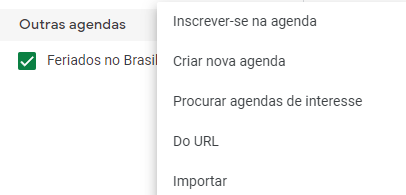 Outras agendas
Feriados no Brasil
Inscrever-se na agenda
Criar nova agenda
Procurar agendas de interesse
Do URL
Importar